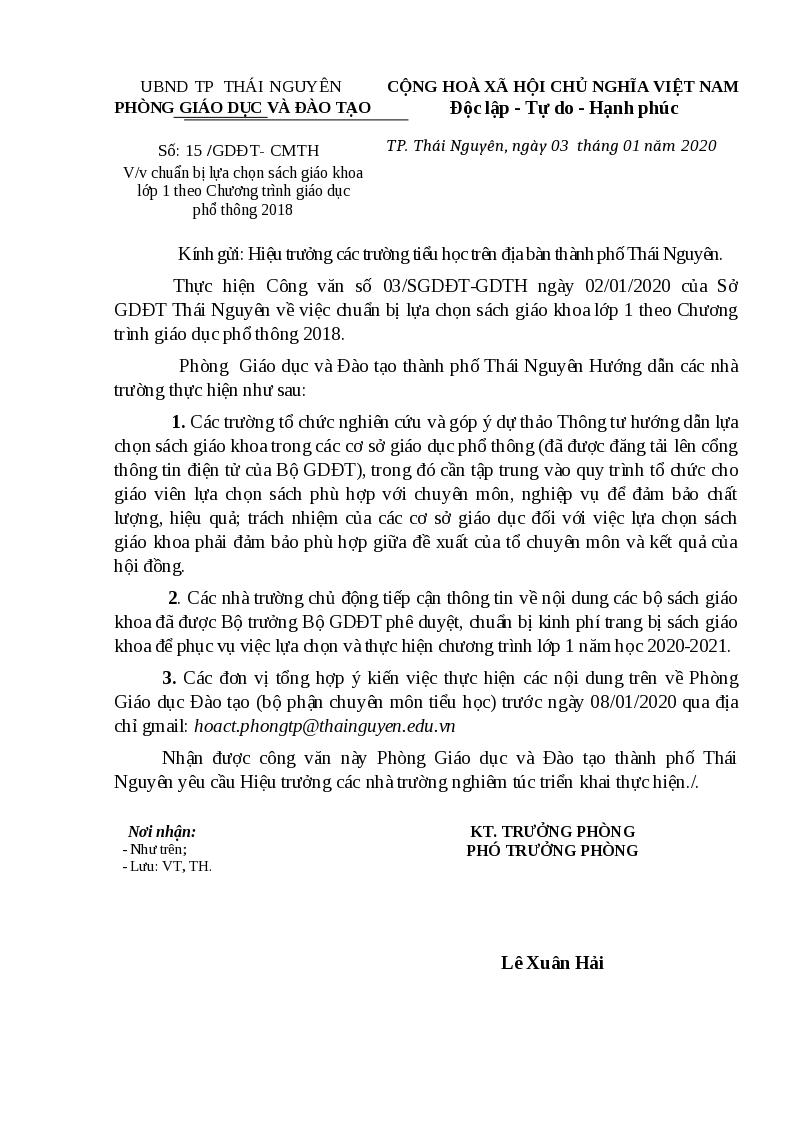 UBND TP THÁI NGUYÊN
PHÒNG GIÁO DỤC VÀ ĐÀO TẠO
CỘNG HOÀ XÃ HỘI CHỦ NGHĨA VIỆT NAM
Độc lập - Tự do - Hạnh phúc
Số: 15 /GDĐT- CMTH
V/v chuẩn bị lựa chọn sách giáo khoa
lớp 1 theo Chương trình giáo dục
phổ thông 2018
TP. Thái Nguyên, ngày 03 tháng 01 năm 2020
Kính gửi: Hiệu trưởng các trường tiểu học trên địa bàn thành phố Thái Nguyên.
Thực hiện Công văn số 03/SGDĐT-GDTH ngày 02/01/2020 của Sở
GDĐT Thái Nguyên về việc chuẩn bị lựa chọn sách giáo khoa lớp 1 theo Chương
trình giáo dục phổ thông 2018.
Phòng Giáo dục và Đào tạo thành phố Thái Nguyên Hướng dẫn các nhà
trường thực hiện như sau:
1. Các trường tổ chức nghiên cứu và góp ý dự thảo Thông tư hướng dẫn lựa
chọn sách giáo khoa trong các cơ sở giáo dục phổ thông (đã được đăng tải lên cổng
thông tin điện tử của Bộ GDĐT), trong đó cần tập trung vào quy trình tổ chức cho
giáo viên lựa chọn sách phù hợp với chuyên môn, nghiệp vụ để đảm bảo chất
lượng, hiệu quả; trách nhiệm của các cơ sở giáo dục đối với việc lựa chọn sách
giáo khoa phải đảm bảo phù hợp giữa đề xuất của tổ chuyên môn và kết quả của
hội đồng.
2. Các nhà trường chủ động tiếp cận thông tin về nội dung các bộ sách giáo
khoa đã được Bộ trưởng Bộ GDĐT phê duyệt, chuẩn bị kinh phí trang bị sách giáo
khoa để phục vụ việc lựa chọn và thực hiện chương trình lớp 1 năm học 2020-2021.
3. Các đơn vị tổng hợp ý kiến việc thực hiện các nội dung trên về Phòng
Giáo dục Đào tạo (bộ phận chuyên môn tiểu học) trước ngày 08/01/2020 qua địa
chỉ gmail: hoact.phongtp@thainguyen.edu.vn
Nhận được công văn này Phòng Giáo dục và Đào tạo thành phố Thái
Nguyên yêu cầu Hiệu trưởng các nhà trường nghiêm túc triển khai thực hiện./.
Nơi nhận:
- Như trên;
- Lưu: VT, TH.
KT. TRƯỞNG PHÒNG
PHÓ TRƯỞNG PHÒNG
Lê Xuân Hải